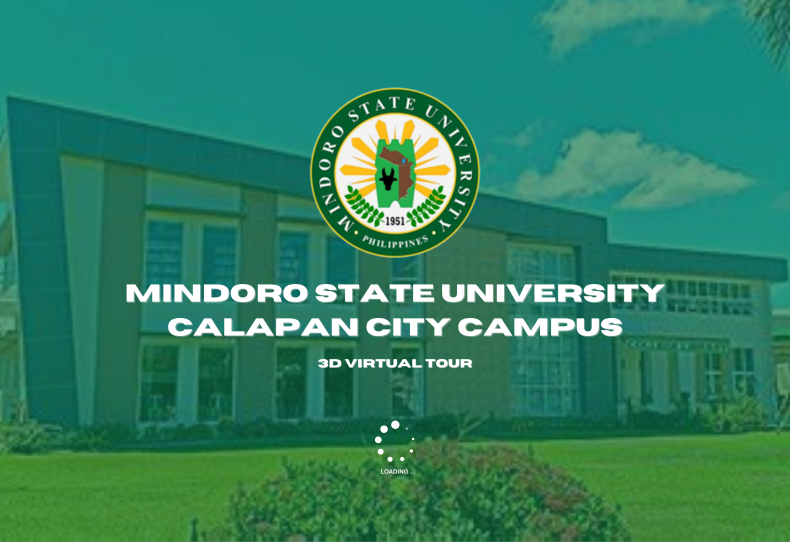 MINDORO STATE UNIVERSITY
1951
• PHILIPPINES •
MINDORO STATE UNIVERSITY
CALAPAN CITY CAMPUS
3D VIRTUAL TOUR
LOADING...